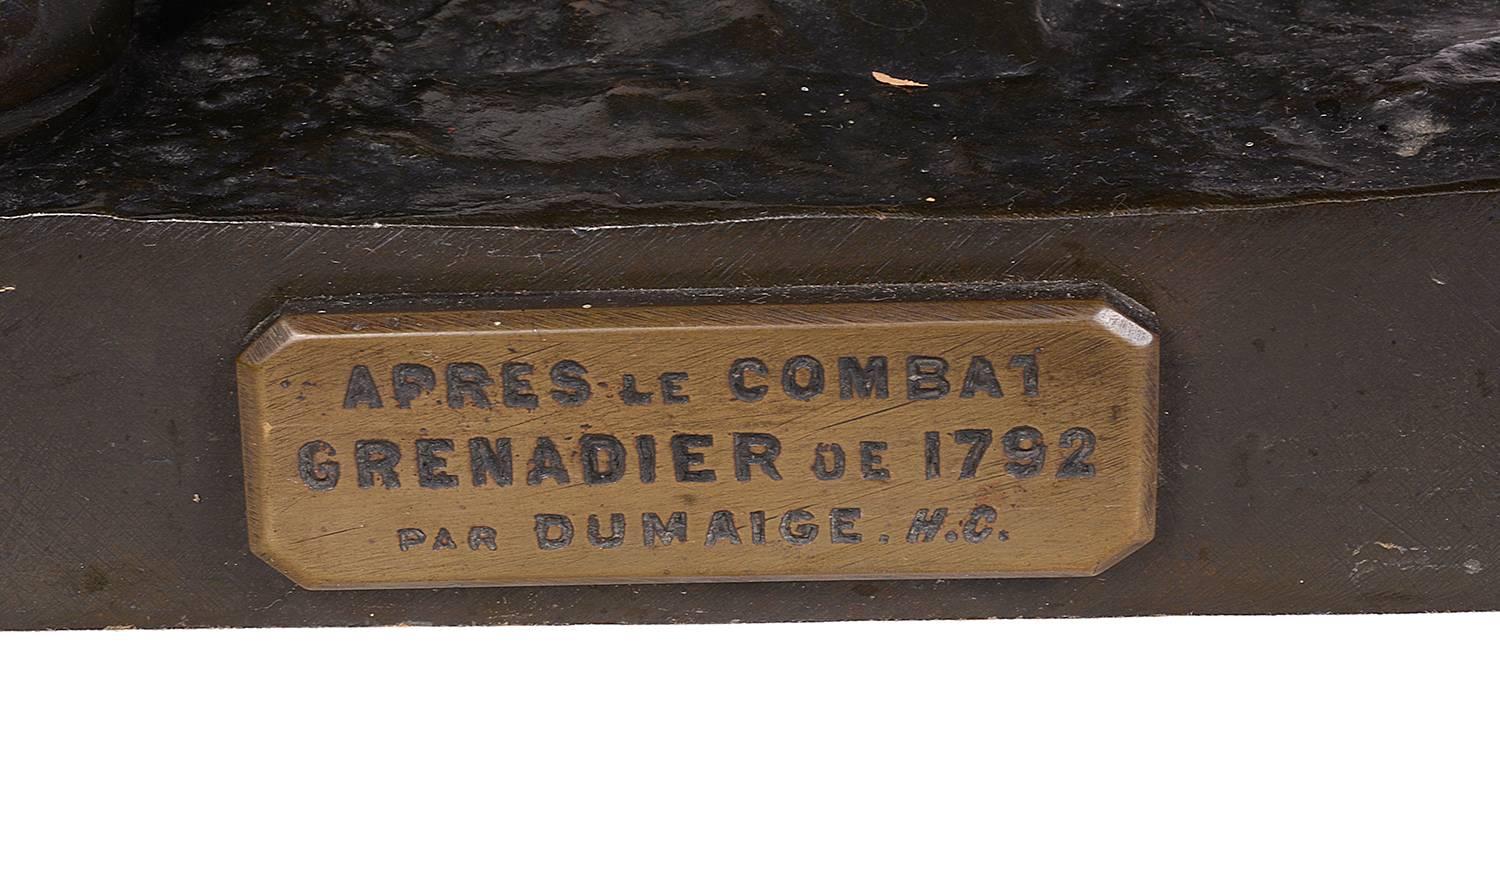 APRES LE COMBAT
GRENADIER DE 1792
PAR DUMAIGE. H.C.